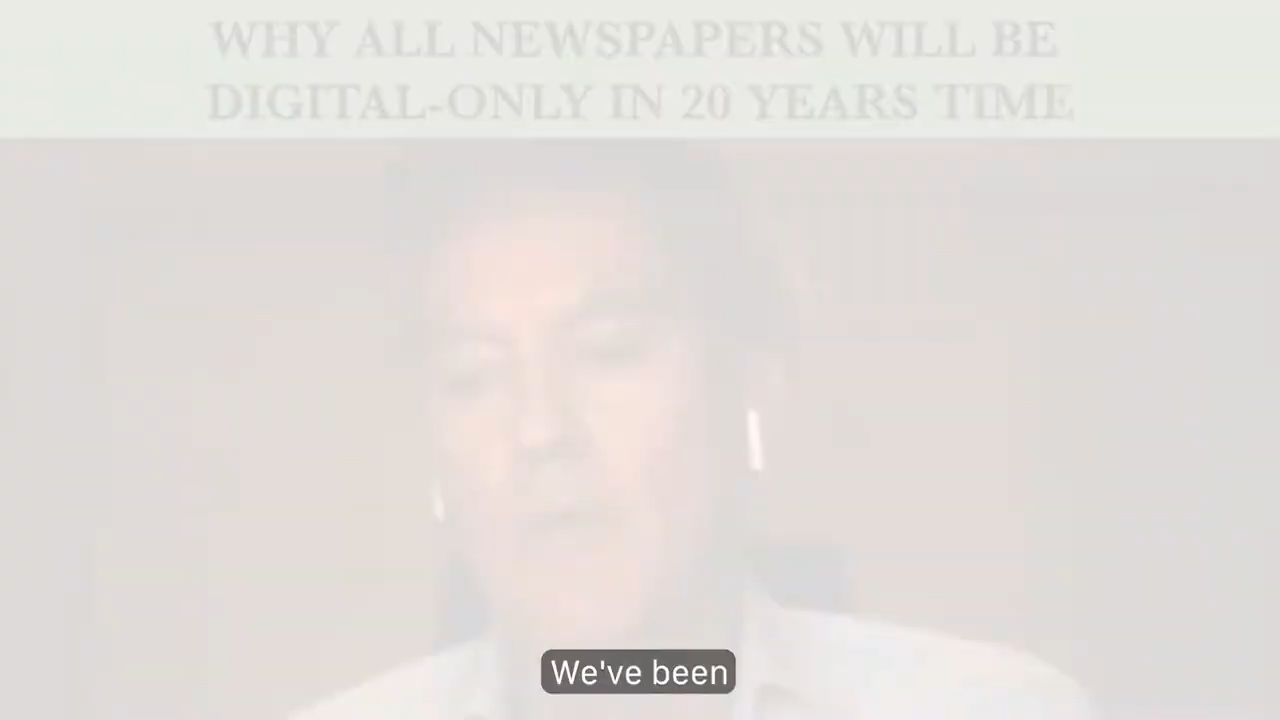 WHY ALL NEWSPAPERS WILL BE
DIGITAL-ONLY IN 20 YEARS TIME
We've been